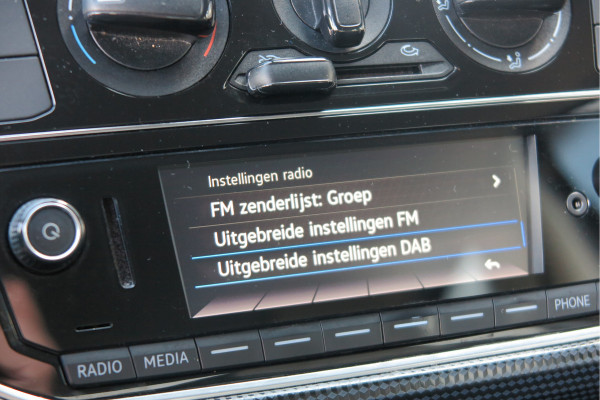 Instellingen radio
FM zenderlijst: Groep
Uitgebreide instellingen FM
Uitgebreide instellingen DAB
RADIO MEDIA PHONE